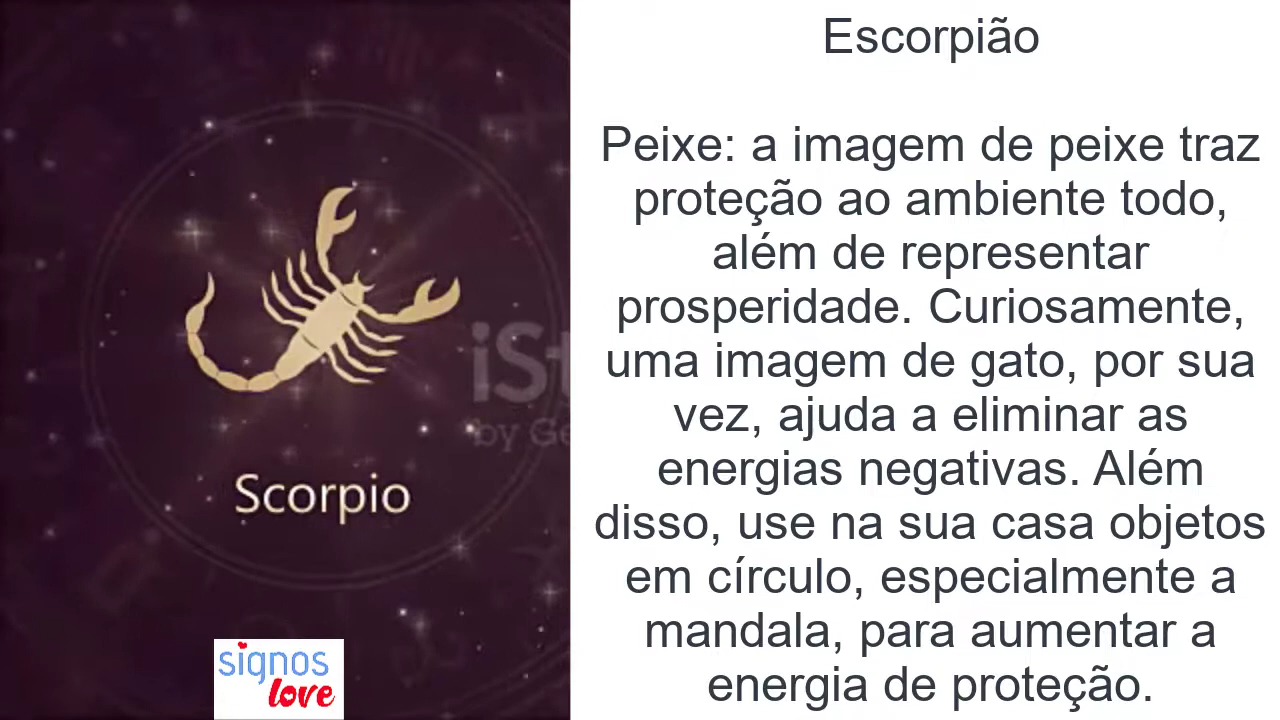 Escorpião
Peixe: a imagem de peixe traz
proteção ao ambiente todo,
além de representar
prosperidade. Curiosamente,
uma imagem de gato, por sua
vez, ajuda a eliminar as
energias negativas. Além
disso, use na sua casa objetos
em círculo, especialmente a
mandala, para aumentar a
energia de proteção.
Scorpio
signos
love
by